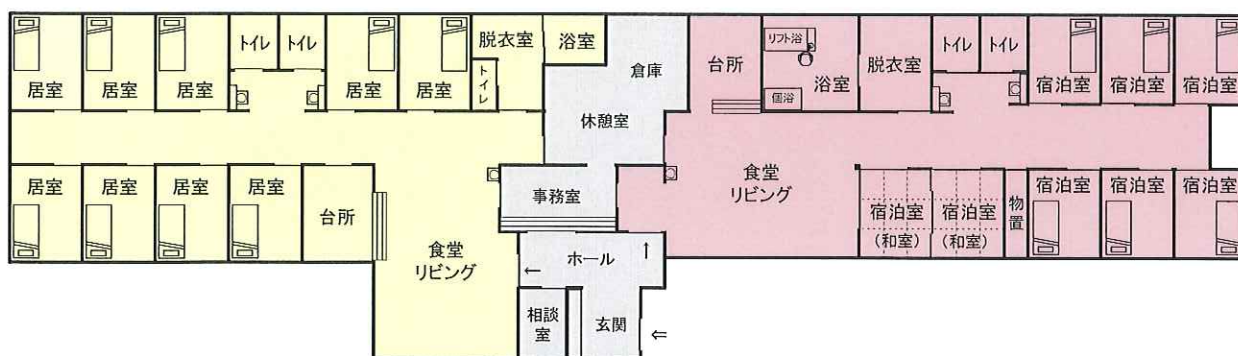 居室
居室
居室
トイレ
トイレ
居室
居室
脱衣室
トイレ
浴室
倉庫
休憩室
台所
リフト浴
個浴
浴室
脱衣室
トイレ
トイレ
宿泊室
宿泊室
宿泊室
居室
居室
居室
居室
台所
食堂
リビング
事務室
ホール
←
↑
相談室
玄関
⇐
食堂
リビング
宿泊室
(和室)
宿泊室
(和室)
物置
宿泊室
宿泊室
宿泊室